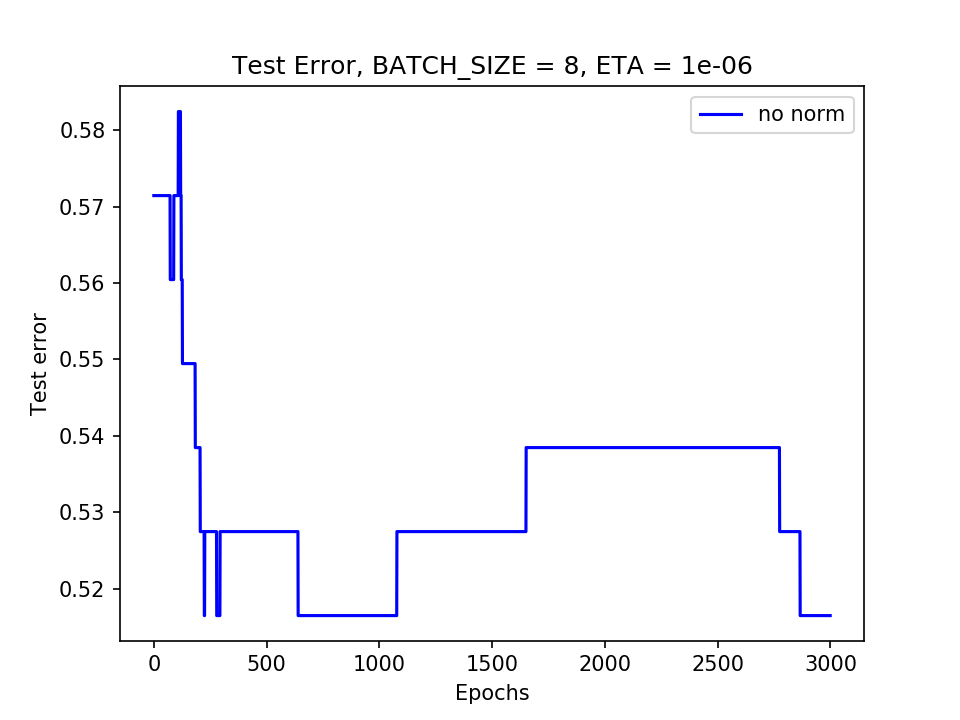 Test Error, BATCH_SIZE = 8, ETA = 1e-06
no norm
Test error
0.58
0.57
0.56
0.55
0.54
0.53
0.52
0 500 1000 1500 2000 2500 3000
Epochs